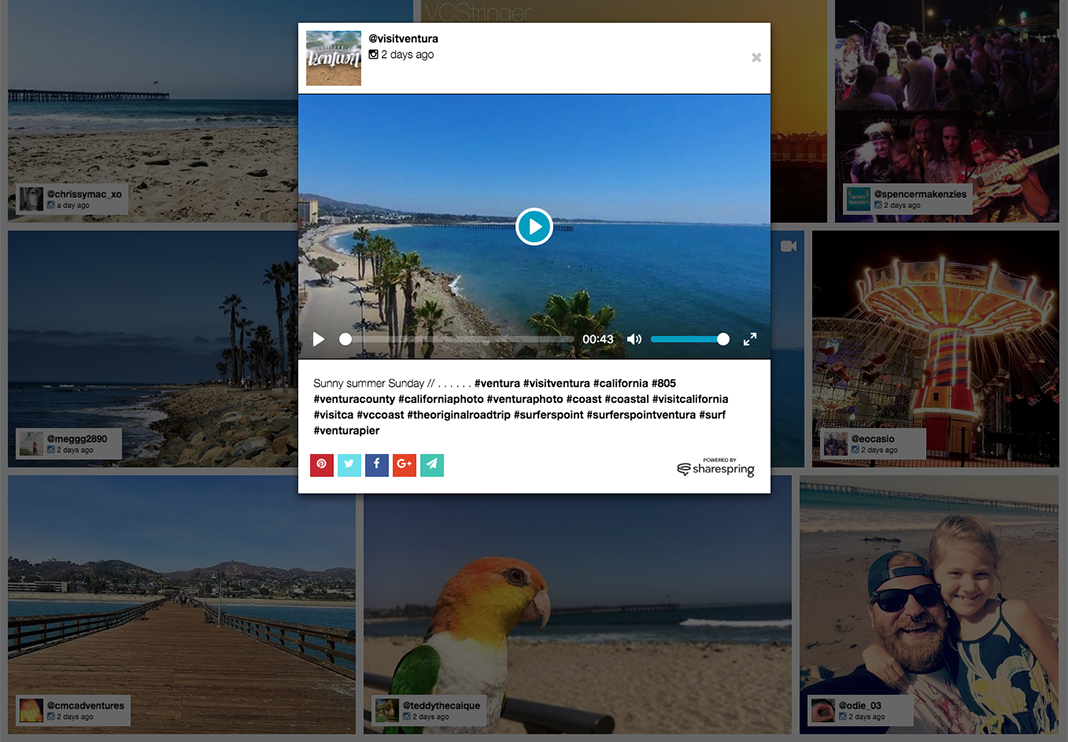 VCStringer
@visitventura
2 days ago
ventura
@chrissymac_xo
a day ago
@spencermakenzies
2 days ago
00:43
Sunny summer Sunday // . . . . . . #ventura #visitventura #california #805
#venturacounty #californiaphoto #venturaphoto #coast #coastal #visitcalifornia
#visitca #vccoast #theoriginalroadtrip #surferspoint #surferspointventura #surf
#venturapier
@meggg2890
2 days ago
@eocasio
2 days ago
G+
POWERED BY
sharespring
@cmcadventures
2 days ago
@teddythecaique
2 days ago
@odie_03
2 days ago